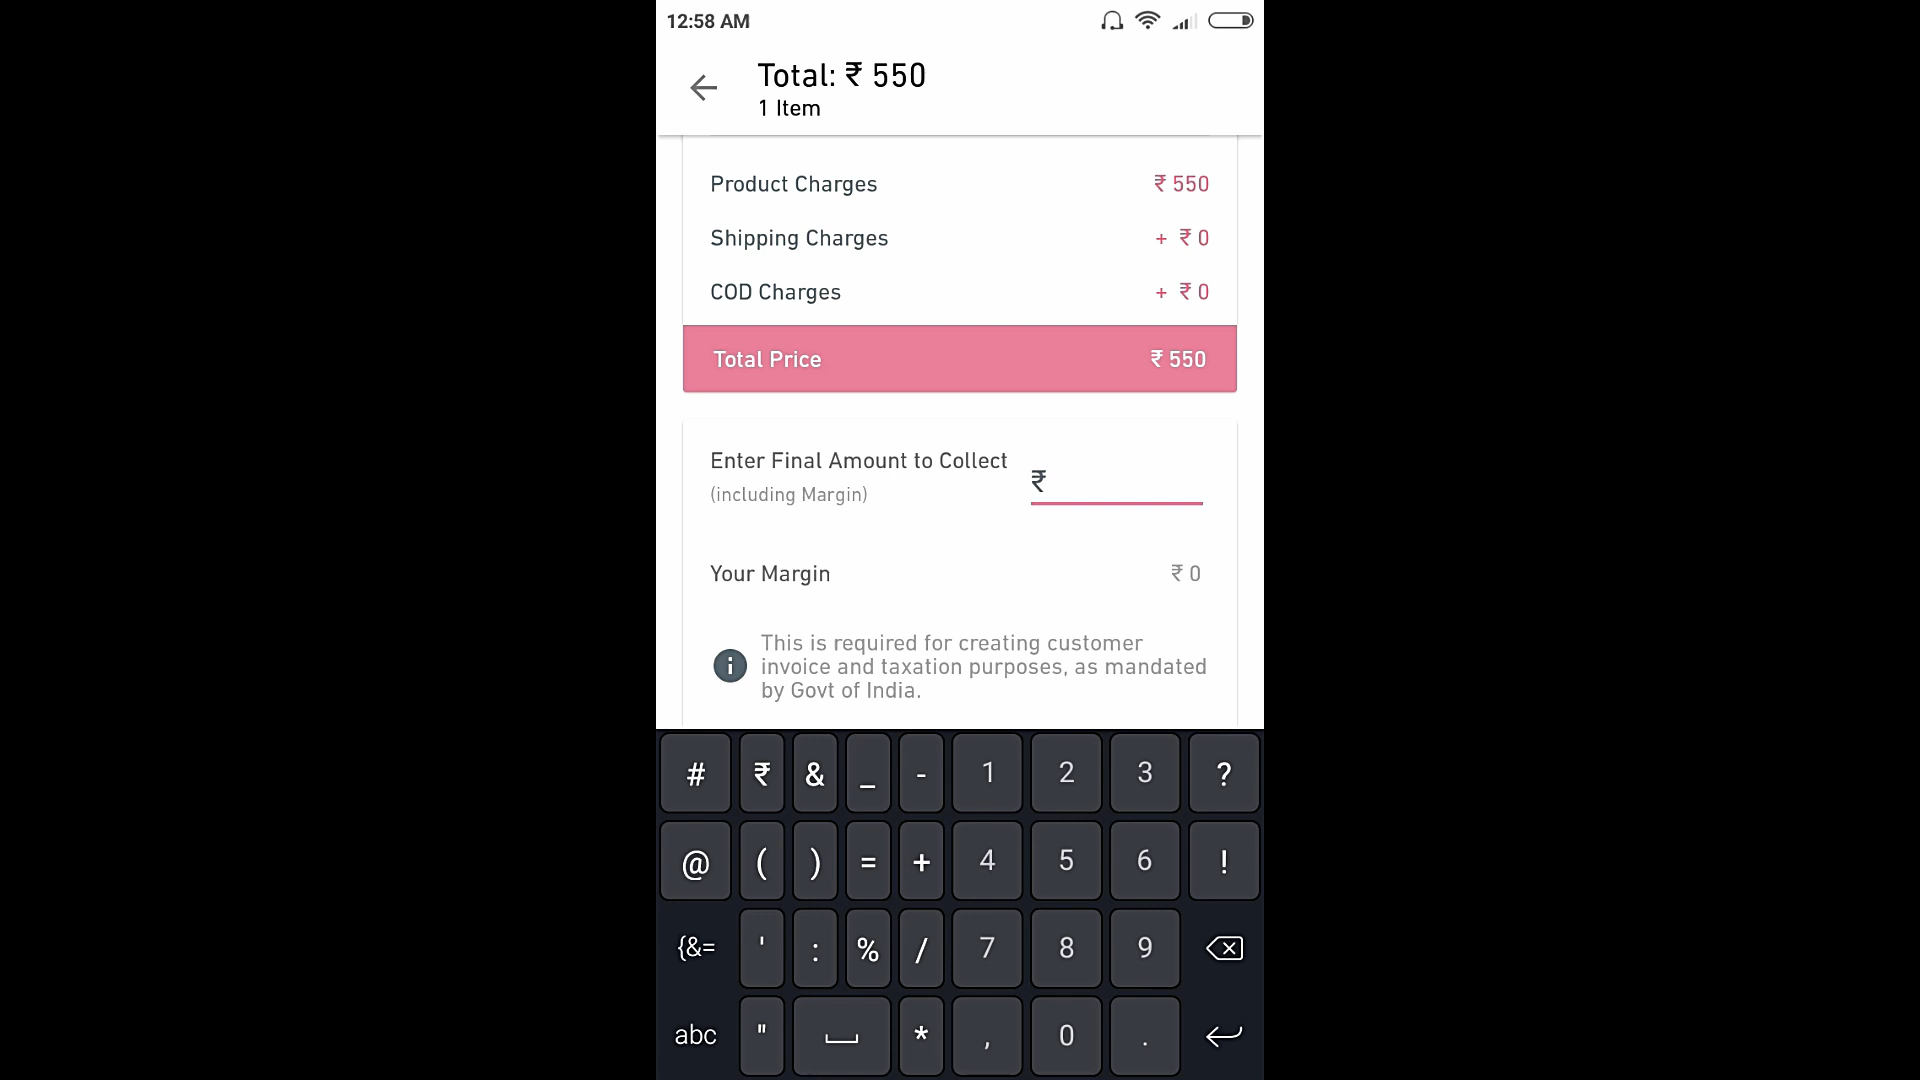 12:58 AM
Total: ₹ 550
1 Item
Product Charges ₹ 550
Shipping Charges + ₹ 0
COD Charges + ₹ 0
Total Price ₹ 550
Enter Final Amount to Collect
(including Margin) ₹
Your Margin ₹ 0
This is required for creating customer
invoice and taxation purposes, as mandated
by Govt of India.
# ₹ & _ - 1 2 3 ?
@ ( ) = + 4 5 6 !
{&= ' : % / 7 8 9
abc " * , 0 .